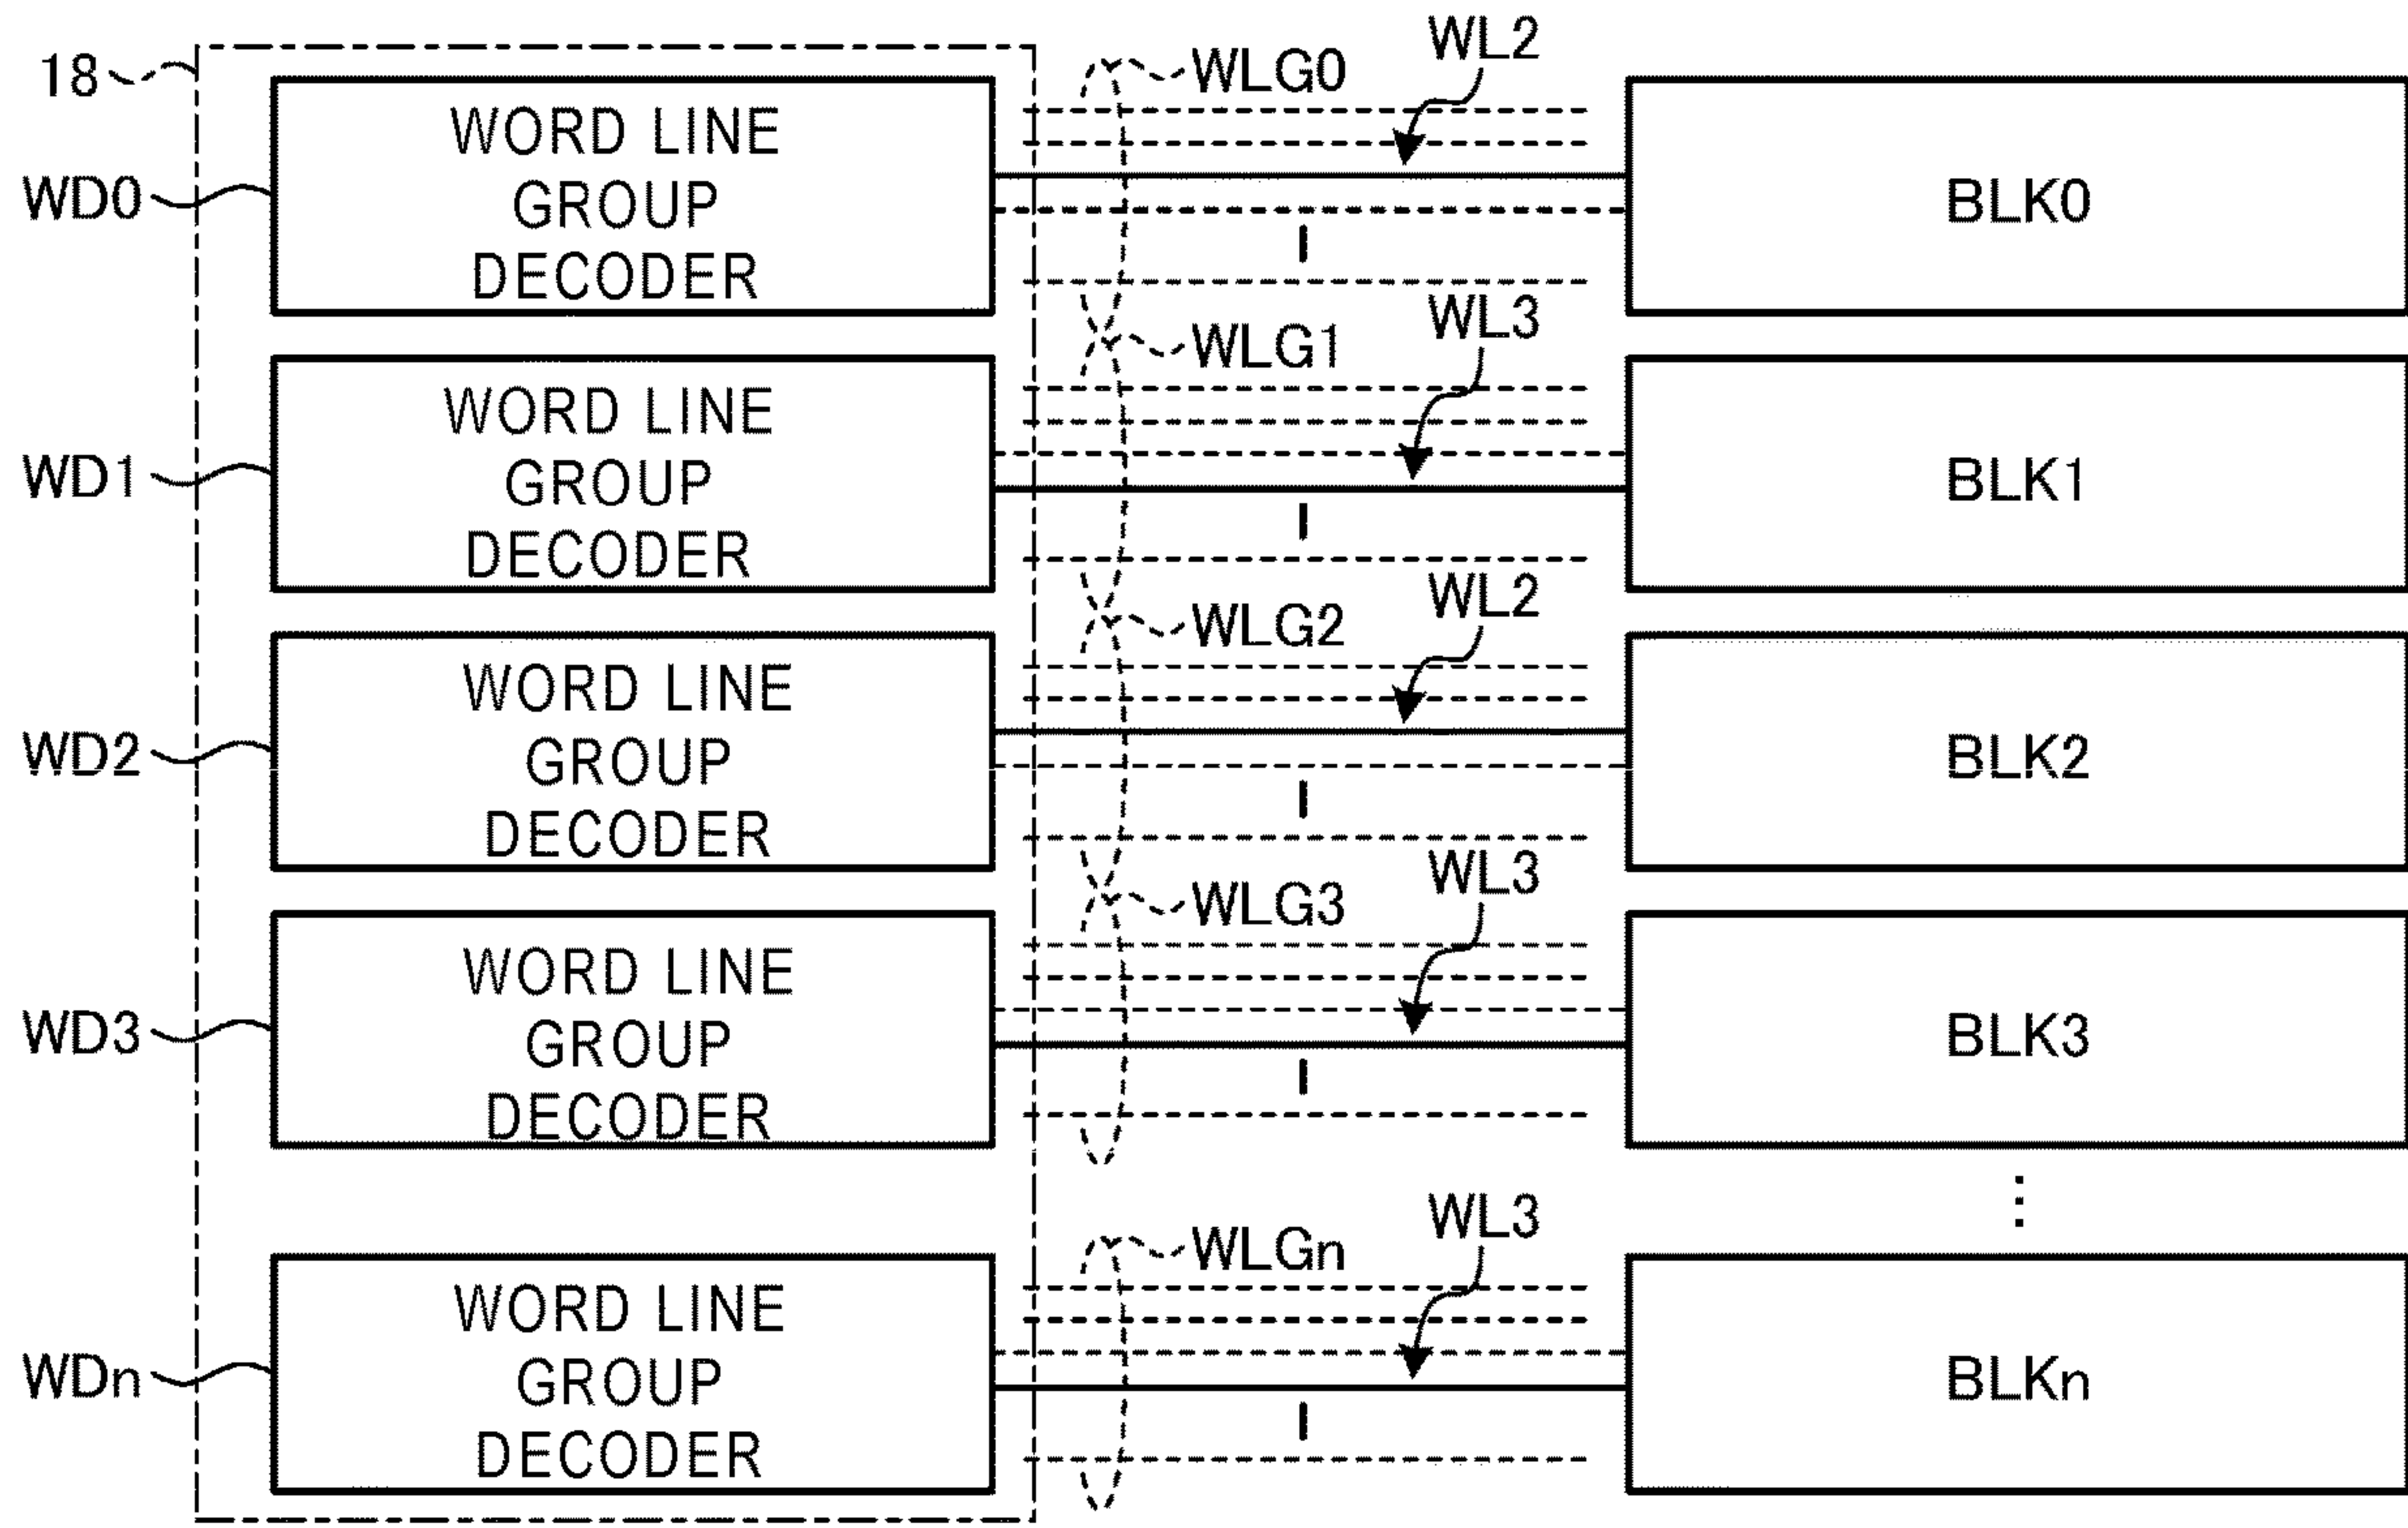 18
WLG0
WL2
WORD LINE
GROUP
DECODER
WD0
BLK0
WLG1
WL3
WORD LINE
GROUP
DECODER
WD1
BLK1
WLG2
WL2
WORD LINE
GROUP
DECODER
WD2
BLK2
WLG3
WL3
WORD LINE
GROUP
DECODER
WD3
BLK3
WLGn
WL3
WORD LINE
GROUP
DECODER
WDn
BLKn